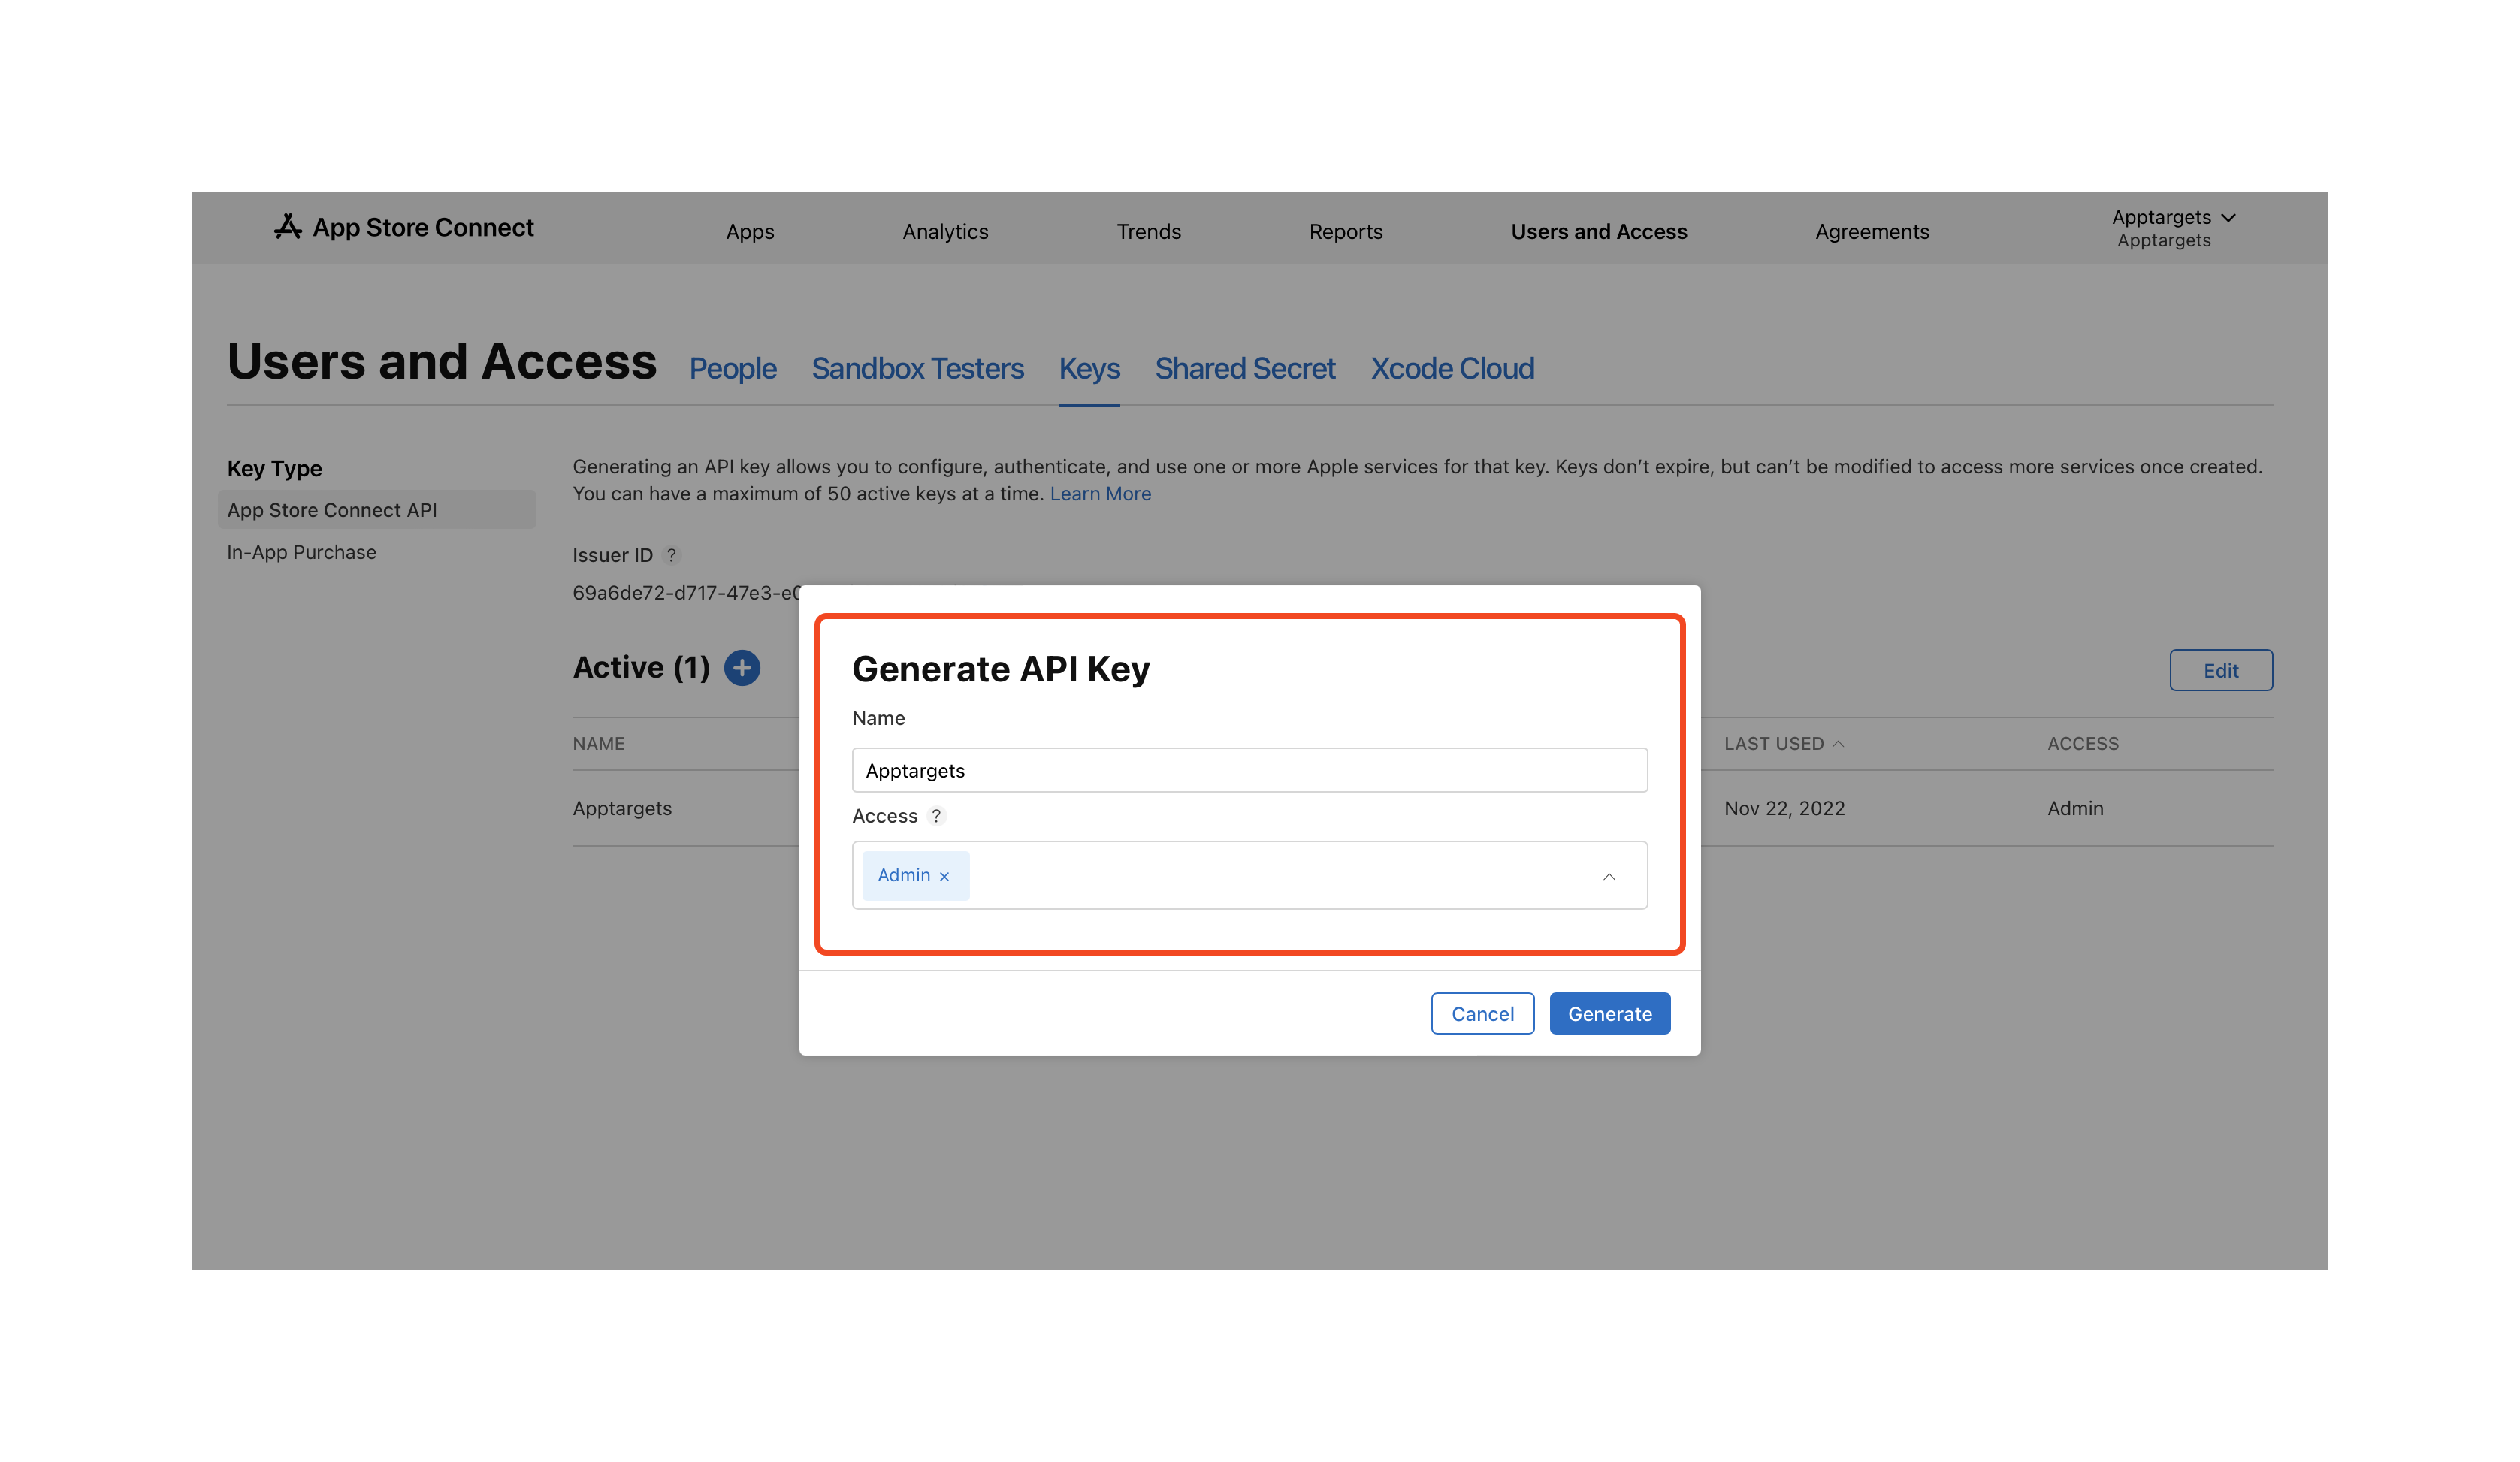 App Store Connect
Apps
Analytics
Trends
Reports
Users and Access
Agreements
Apptargets
Apptargets
Users and Access
People
Sandbox Testers
Keys
Shared Secret
Xcode Cloud
Key Type
App Store Connect API
In-App Purchase
Generating an API key allows you to configure, authenticate, and use one or more Apple services for that key. Keys don’t expire, but can’t be modified to access more services once created.
You can have a maximum of 50 active keys at a time. Learn More
Issuer ID ?
69a6de72-d717-47e3-e0
Active (1)
Edit
NAME
LAST USED
ACCESS
Apptargets
Nov 22, 2022
Admin
Generate API Key
Name
Apptargets
Access ?
Admin ×
Cancel
Generate